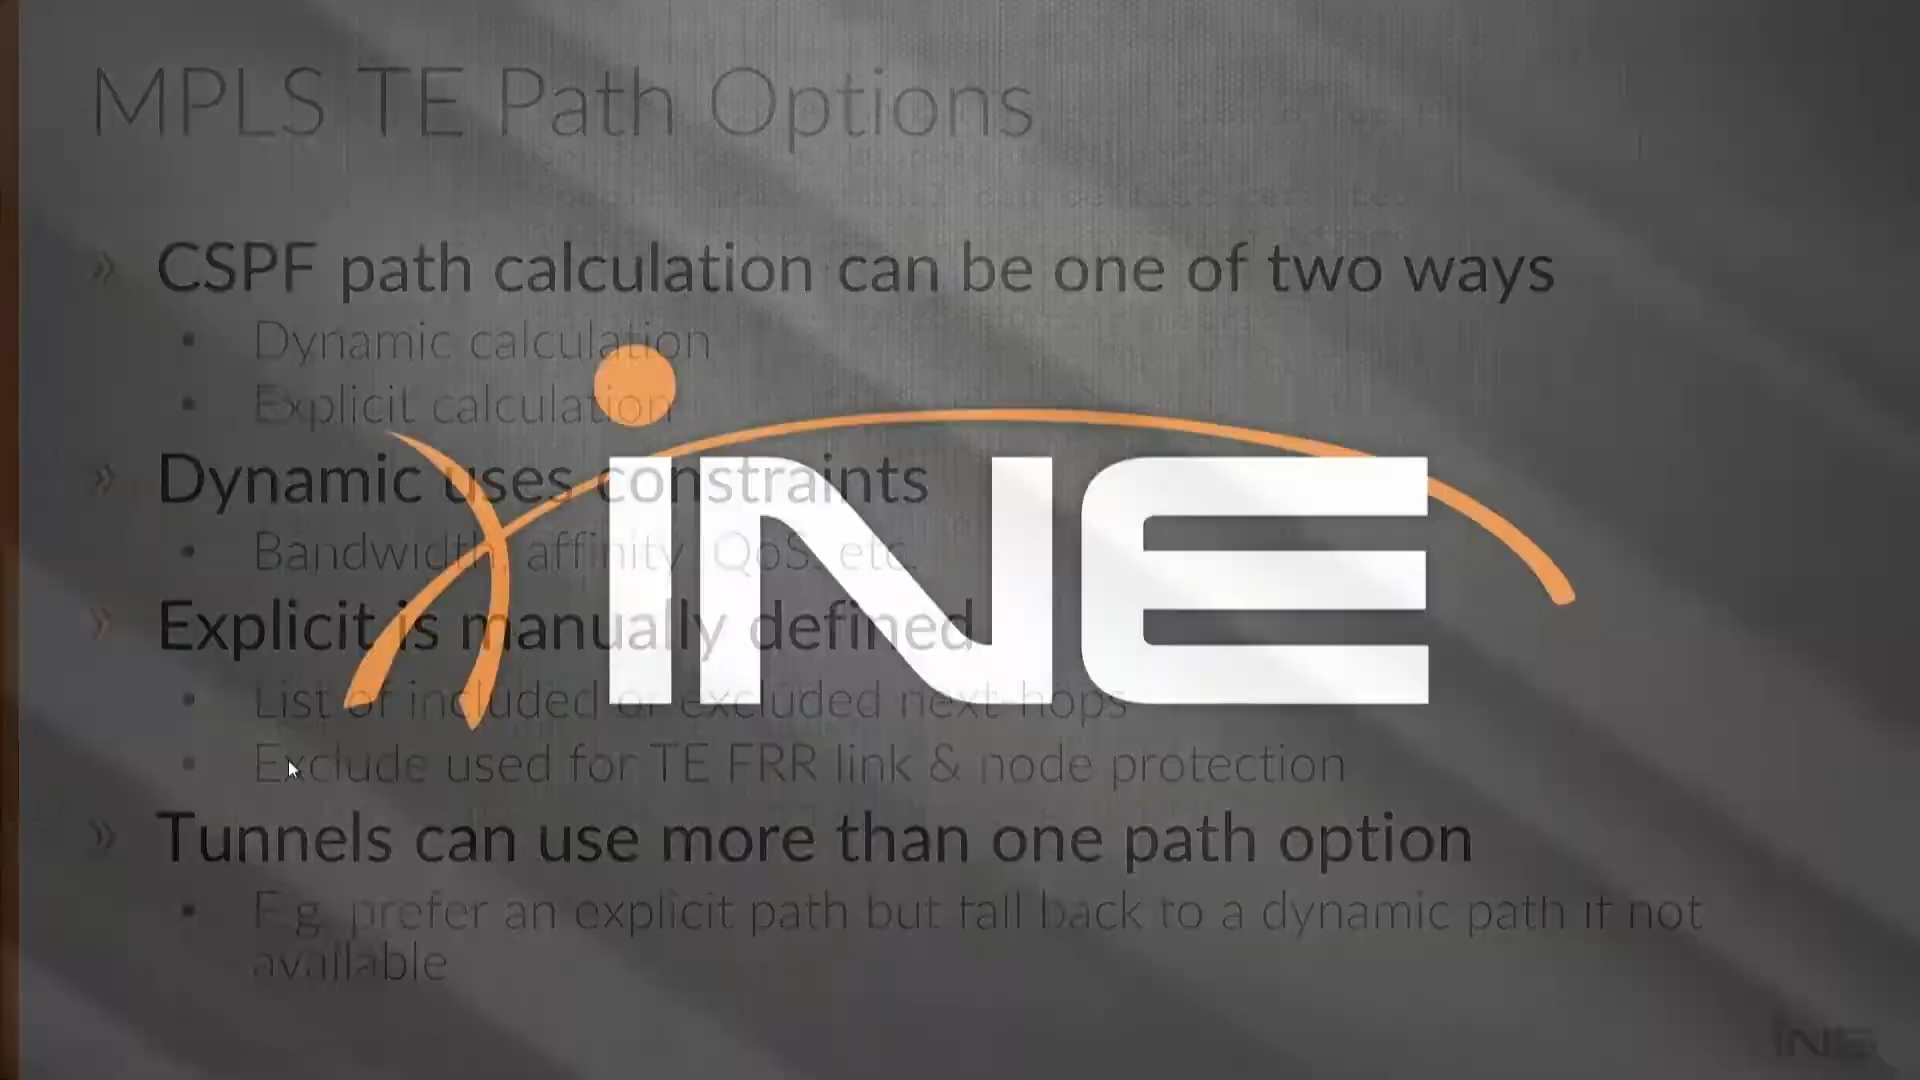 MPLS TE Path Options
» CSPF path calculation can be one of two ways
▪ Dynamic calculation
▪ Explicit calculation
» Dynamic uses constraints
▪ Bandwidth, affinity, QoS, etc.
» Explicit is manually defined
▪ List of included or excluded next-hops
▪ Exclude used for TE FRR link & node protection
» Tunnels can use more than one path option
▪ E.g. prefer an explicit path but fall back to a dynamic path if not
available
iNE
iNE